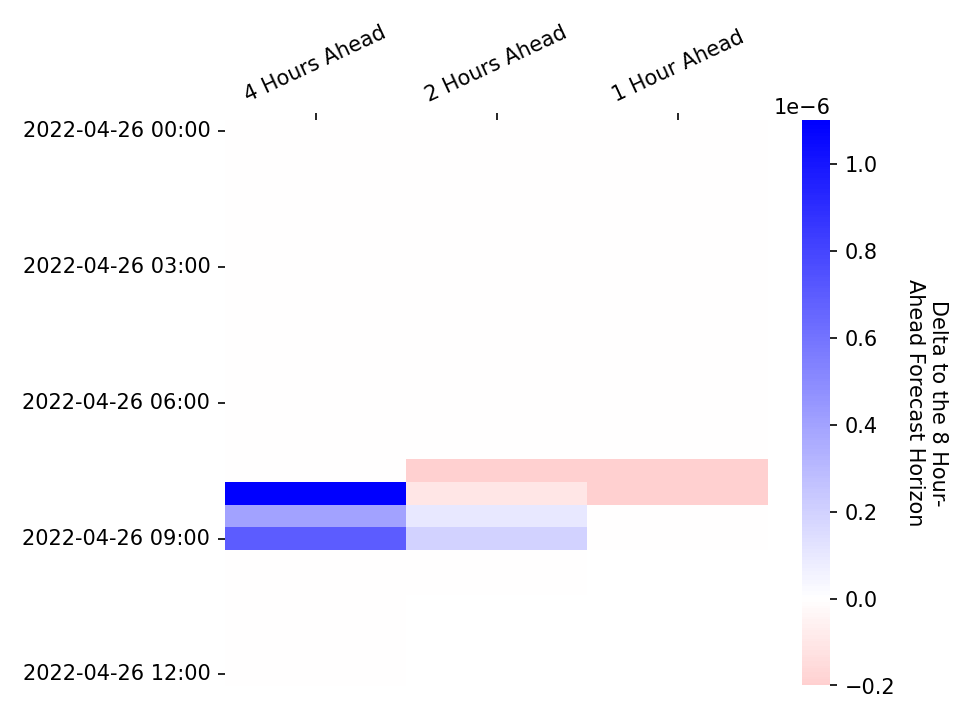 4 Hours Ahead
2 Hours Ahead
1 Hour Ahead
1e−6
2022-04-26 00:00
2022-04-26 03:00
2022-04-26 06:00
2022-04-26 09:00
2022-04-26 12:00
1.0
0.8
0.6
0.4
0.2
0.0
−0.2
Delta to the 8 Hour-
Ahead Forecast Horizon